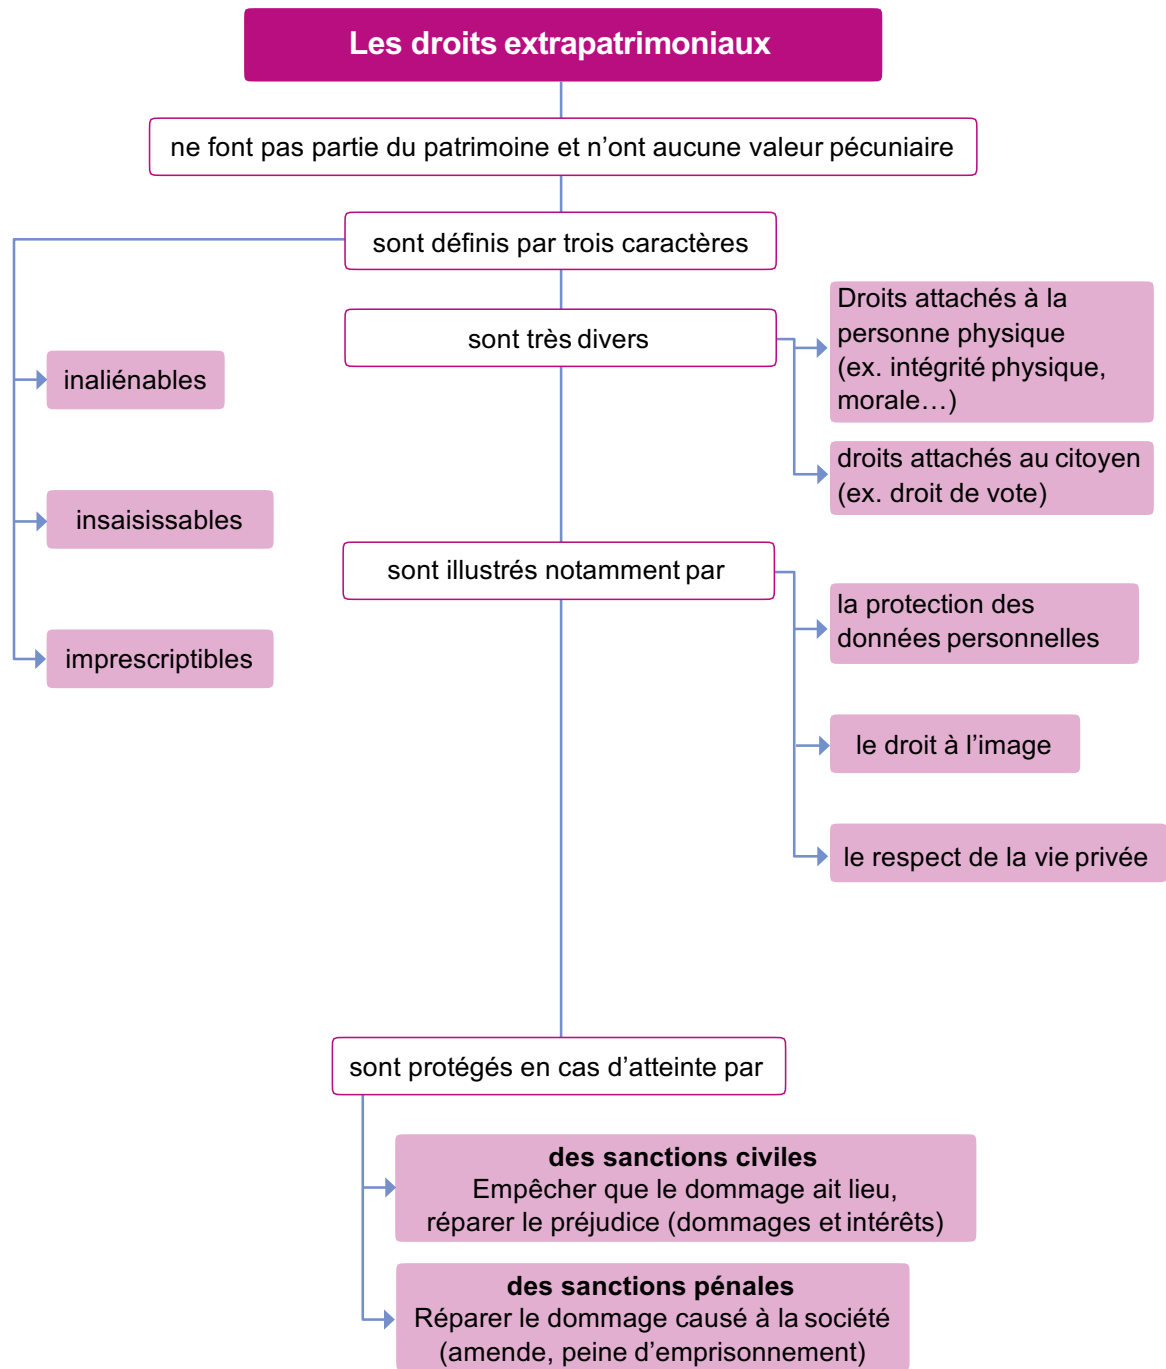 Les droits extrapatrimoniaux
ne font pas partie du patrimoine et n’ont aucune valeur pécuniaire
sont définis par trois caractères
inaliénables
insaisissables
imprescriptibles
sont très divers
Droits attachés à la
personne physique
(ex. intégrité physique,
morale…)
droits attachés au citoyen
(ex. droit de vote)
sont illustrés notamment par
la protection des
données personnelles
le droit à l’image
le respect de la vie privée
sont protégés en cas d’atteinte par
des sanctions civiles
Empêcher que le dommage ait lieu,
réparer le préjudice (dommages et intérêts)
des sanctions pénales
Réparer le dommage causé à la société
(amende, peine d’emprisonnement)